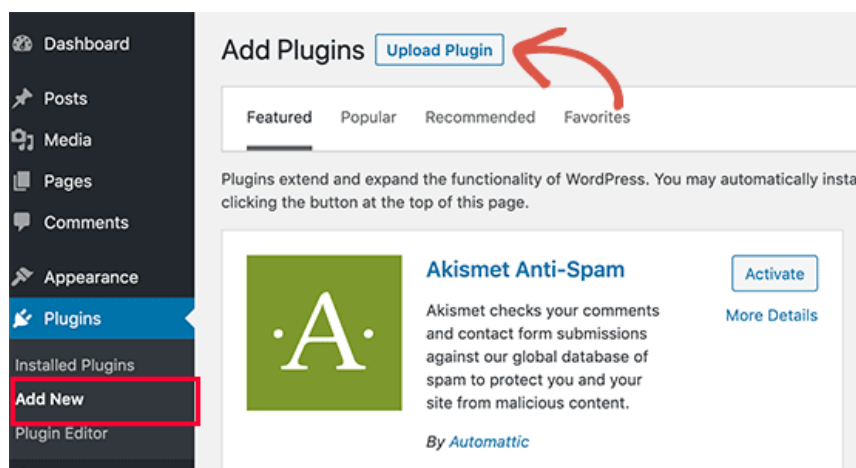 Dashboard
Posts
Media
Pages
Comments
Appearance
Plugins
Installed Plugins
Add New
Plugin Editor
Add Plugins Upload Plugin
Featured Popular Recommended Favorites
Plugins extend and expand the functionality of WordPress. You may automatically insta
clicking the button at the top of this page.
·A·
Akismet Anti-Spam
Activate
More Details
Akismet checks your comments
and contact form submissions
against our global database of
spam to protect you and your
site from malicious content.
By Automattic